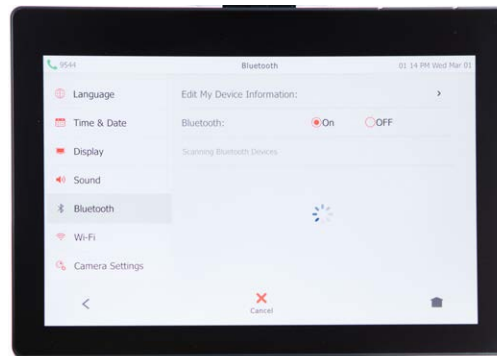 9544
Bluetooth
01 14 PM Wed Mar 01
Language
Time & Date
Display
Sound
Bluetooth
Wi-Fi
Camera Settings
Edit My Device Information:
Bluetooth:
On
OFF
Scanning Bluetooth Devices
Cancel